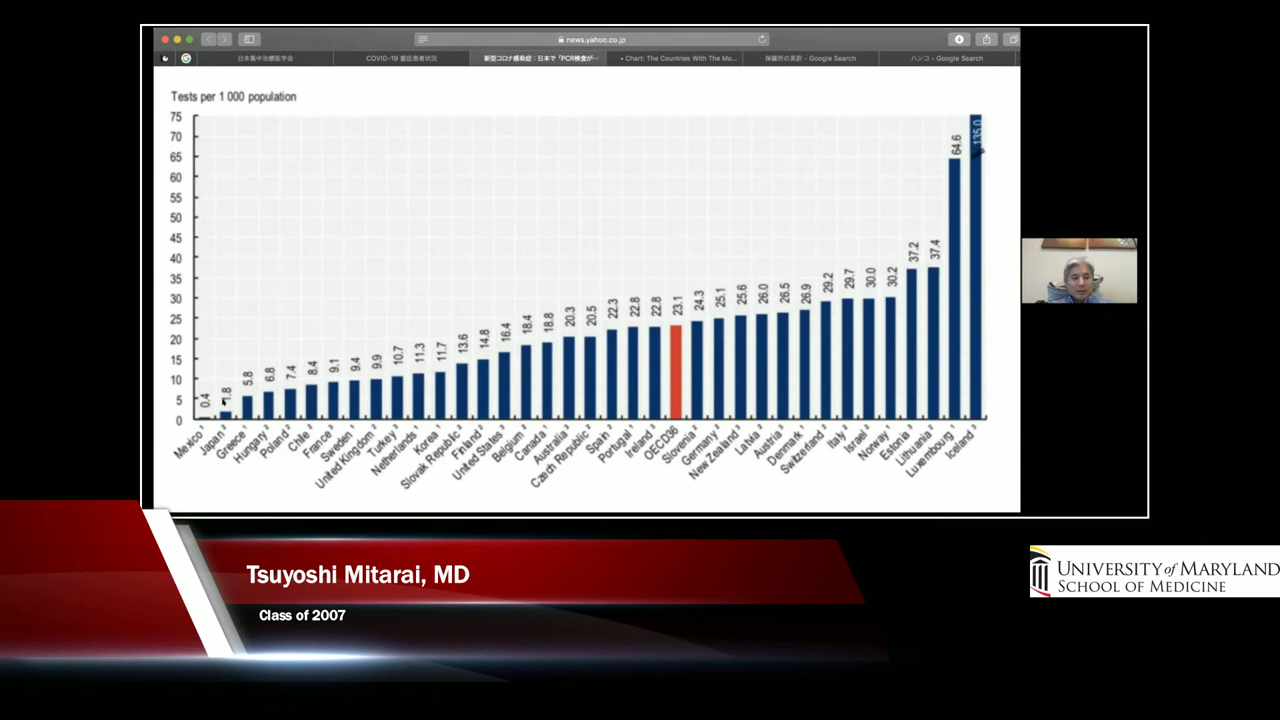 news.yahoo.co.jp
日本集中治療医学会
COVID-19 重症患者状況
新型コロナ感染症：日本で「PCR検査が…
+ Chart: The Countries With The Mo...
保健所の英訳 - Google Search
ハンコ - Google Search
Tests per 1 000 population
75
70
65
60
55
50
45
40
35
30
25
20
15
10
5
0
0.4
1.8
5.8
6.8
7.4
8.4
9.1
9.4
9.9
10.7
11.3
11.7
13.6
14.8
16.4
18.4
18.8
20.3
20.5
22.3
22.8
22.8
23.1
24.3
25.1
25.6
26.0
26.5
26.9
29.2
29.7
30.0
30.2
37.2
37.4
64.6
135.0
Mexico
Japan
Greece
Hungary
Poland
Chile
France
Sweden
United Kingdom
Turkey
Netherlands
Korea
Slovak Republic
Finland
United States
Belgium
Canada
Australia
Czech Republic
Spain
Portugal
Ireland
OECD36
Slovenia
Germany
New Zealand
Latvia
Austria
Denmark
Switzerland
Italy
Israel
Norway
Estonia
Lithuania
Luxembourg
Iceland
Tsuyoshi Mitarai, MD
Class of 2007
UNIVERSITY of MARYLAND
SCHOOL OF MEDICINE